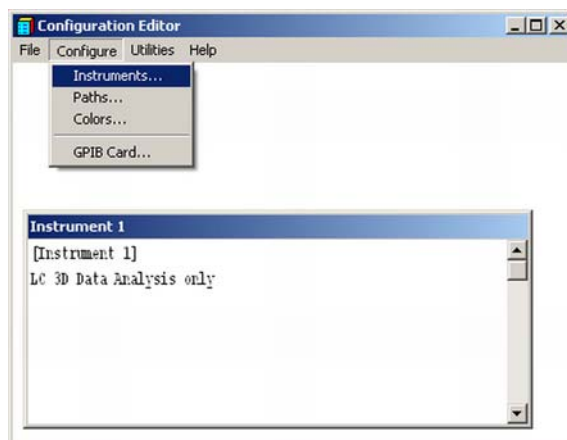 Configuration Editor
File Configure Utilities Help
Instruments...
Paths...
Colors...
GPIB Card...
Instrument 1
[Instrument 1]
LC 3D Data Analysis only